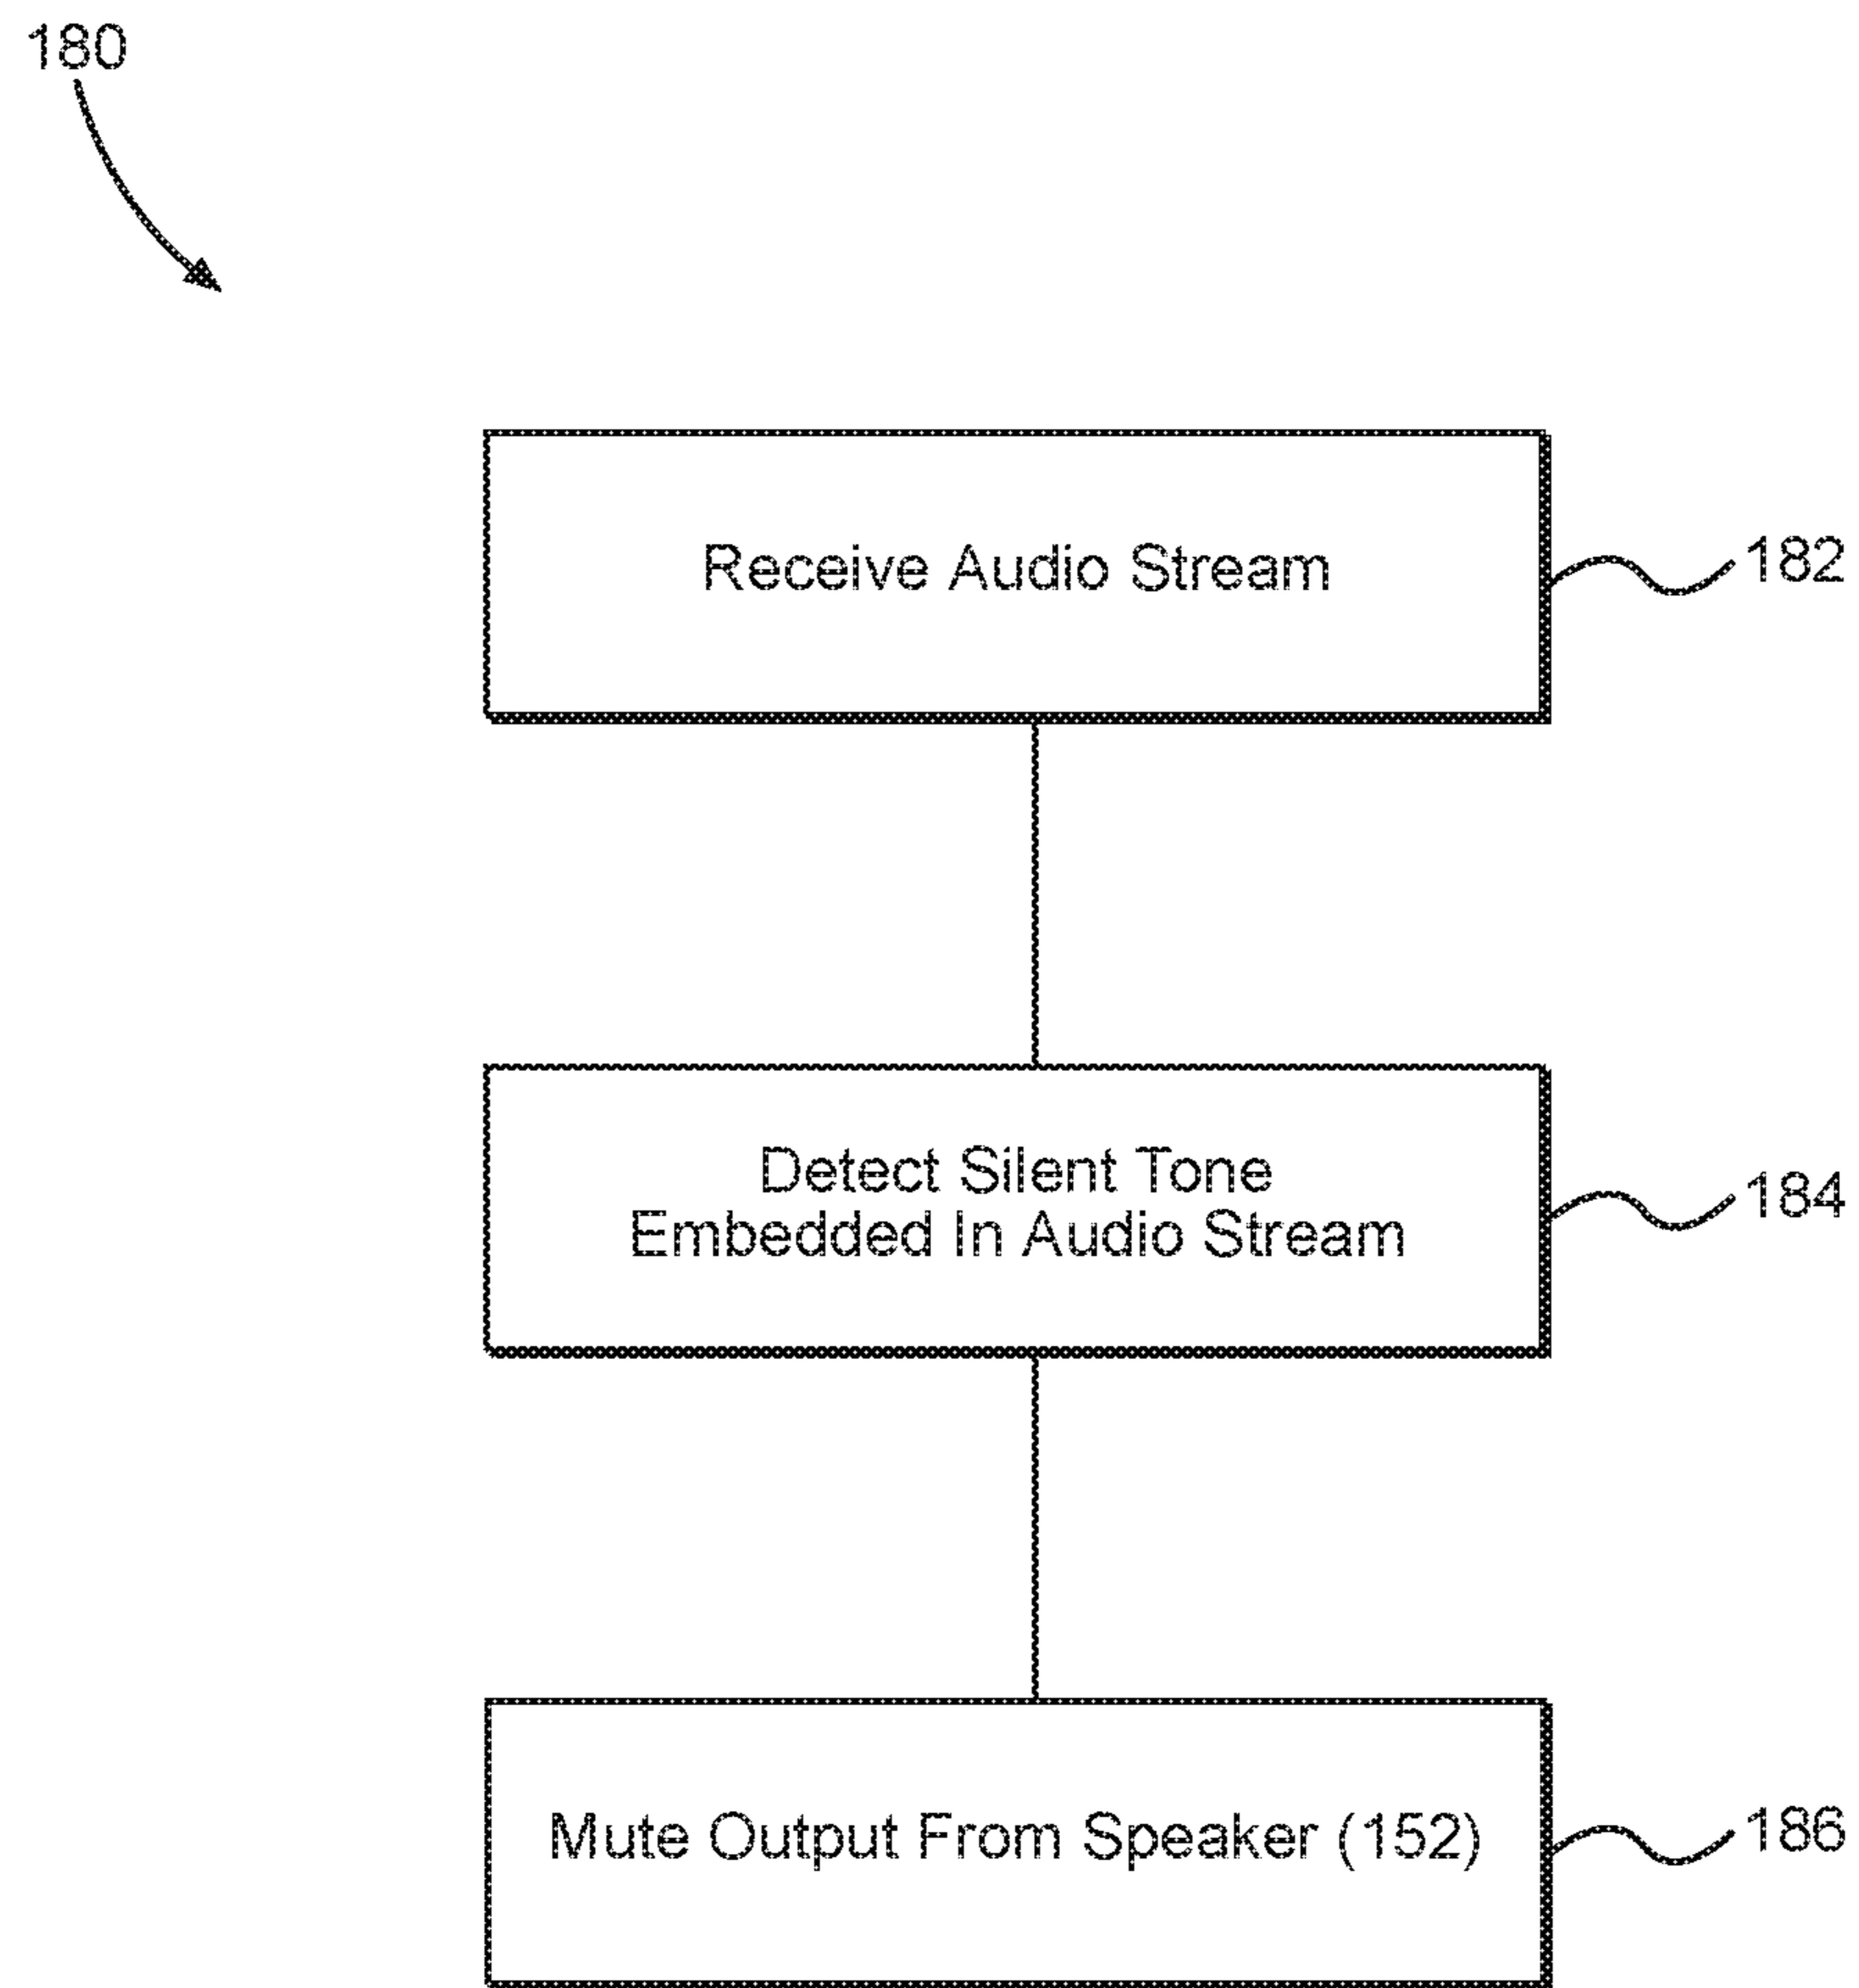 180
Receive Audio Stream
182
Detect Silent Tone
Embedded In Audio Stream
184
Mute Output From Speaker (152)
186